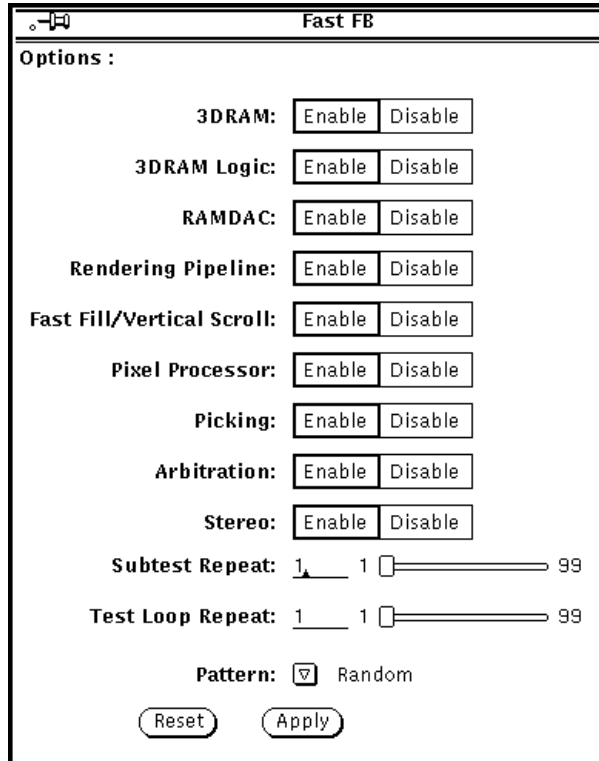 Fast FB
Options :
3DRAM: Enable Disable
3DRAM Logic: Enable Disable
RAMDAC: Enable Disable
Rendering Pipeline: Enable Disable
Fast Fill/Vertical Scroll: Enable Disable
Pixel Processor: Enable Disable
Picking: Enable Disable
Arbitration: Enable Disable
Stereo: Enable Disable
Subtest Repeat: 1 1 99
Test Loop Repeat: 1 1 99
Pattern: Random
Reset Apply